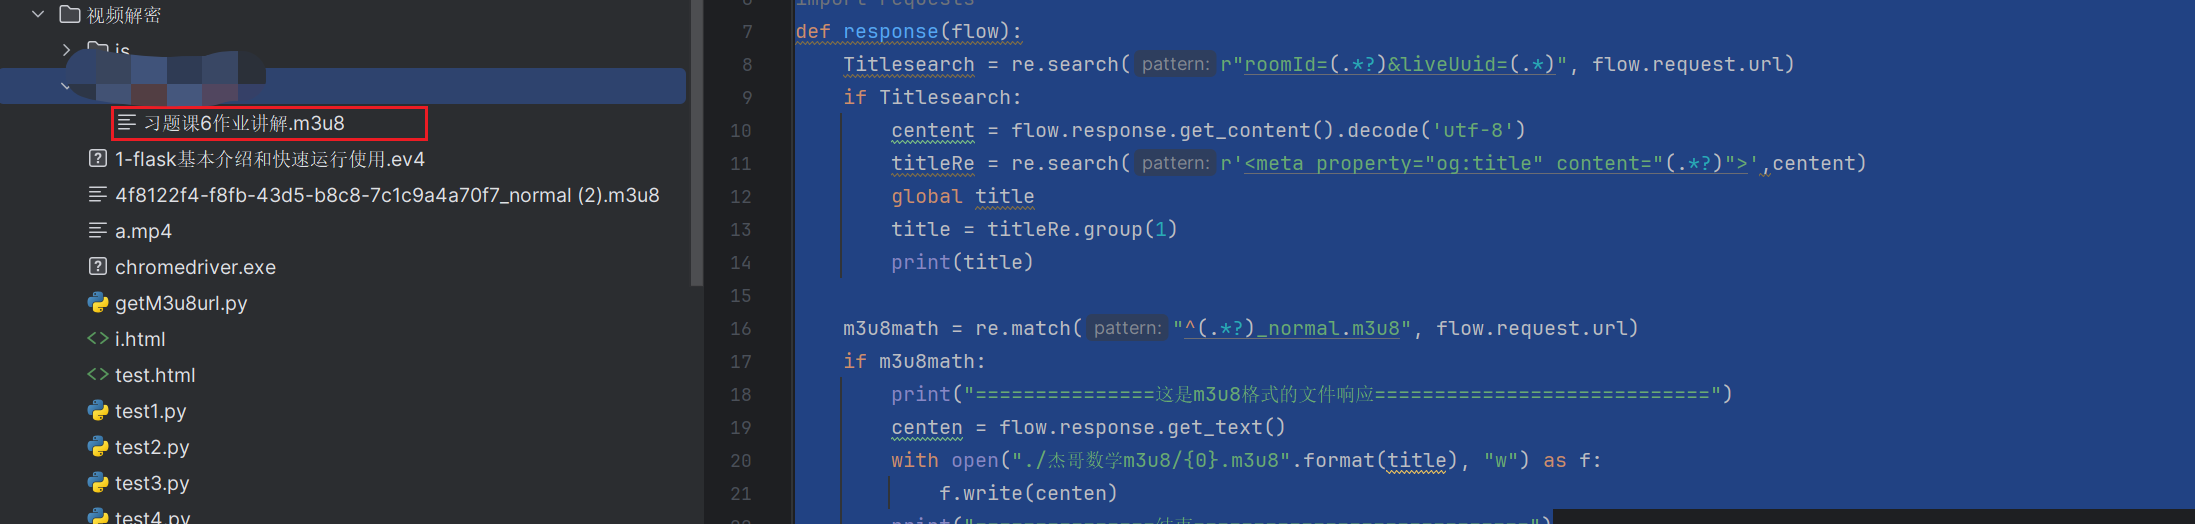 视频解密
js
习题课6作业讲解.m3u8
1-flask基本介绍和快速运行使用.ev4
4f8122f4-f8fb-43d5-b8c8-7c1c9a4a70f7_normal (2).m3u8
a.mp4
chromedriver.exe
getM3u8url.py
i.html
test.html
test1.py
test2.py
test3.py
test4.py
6 import requests
7 def response(flow):
8 Titlesearch = re.search( pattern: r"roomId=(.*?)&liveUuid=(.*)", flow.request.url)
9 if Titlesearch:
10 centent = flow.response.get_content().decode('utf-8')
11 titleRe = re.search( pattern: r'<meta property="og:title" content="(.*?)">',centent)
12 global title
13 title = titleRe.group(1)
14 print(title)
15
16 m3u8math = re.match( pattern: "^(.*?)_normal.m3u8", flow.request.url)
17 if m3u8math:
18 print("===============这是m3u8格式的文件响应============================")
19 centen = flow.response.get_text()
20 with open("./杰哥数学m3u8/{0}.m3u8".format(title), "w") as f:
21 f.write(centen)
22 print("===============结束============================")